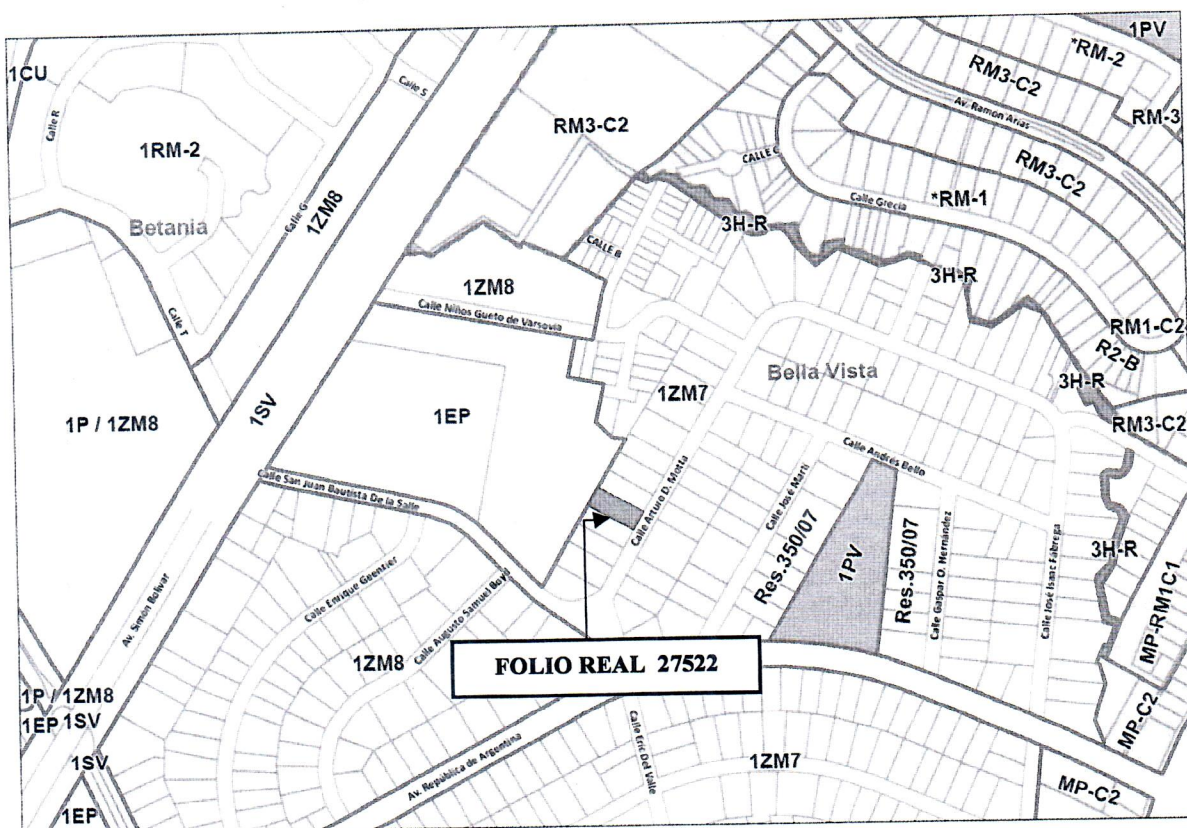 1PV
*RM-2
RM3-C2
Av. Ramon Arias
RM-3
1CU
Calle R
Calle S
RM3-C2
1RM-2
1ZM8
Calle G
Betania
CALLE C
RM3-C2
*RM-1
Calle Grecia
3H-R
CALLE B
3H-R
1ZM8
Calle Niños Gueto de Varsovia
Calle T
RM1-C2
R2-B
Bella Vista
3H-R
1ZM7
RM3-C2
1SV
1EP
1P / 1ZM8
Calle Andrés Bello
Calle San Juan Bautista De la Salle
Calle Arturo D. Motta
Calle José Martí
Res.350/07
1PV
Res.350/07
Calle Gaspar O. Hernández
Calle José Isaac Fábrega
3H-R
Av. Simón Bolivar
Calle Enrique Geenzier
Calle Augusto Samuel Boyd
MP-RM1C1
1ZM8
FOLIO REAL 27522
1P / 1ZM8
1EP
1SV
MP-C2
1SV
Av. República de Argentina
Calle Eric Del Valle
1ZM7
MP-C2
1EP